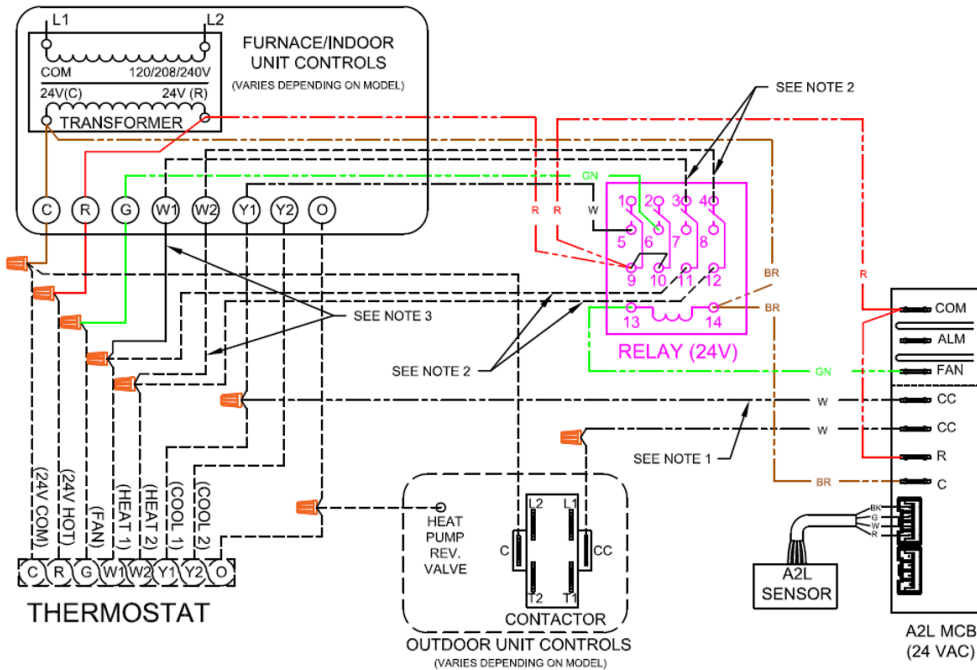 L1 L2
FURNACE/INDOOR
UNIT CONTROLS
(VARIES DEPENDING ON MODEL)
COM 120/208/240V
24V(C) 24V (R)
TRANSFORMER
SEE NOTE 2
GN
C R G W1 W2 Y1 Y2 O
R R W
1 2 3 4
5 6 7 8
9 10 11 12
13 14
RELAY (24V)
BR
BR
R
SEE NOTE 3
SEE NOTE 2
GN
W
W
SEE NOTE 1
R
BR
COM
ALM
FAN
CC
CC
R
C
BK
G
W
R
A2L
SENSOR
A2L MCB
(24 VAC)
(24V COM)
(24V HOT)
(FAN)
(HEAT 1)
(HEAT 2)
(COOL 1)
(COOL 2)
C R G W1 W2 Y1 Y2 O
THERMOSTAT
HEAT
PUMP
REV.
VALVE
L2 L1
C CC
T2 T1
CONTACTOR
OUTDOOR UNIT CONTROLS
(VARIES DEPENDING ON MODEL)